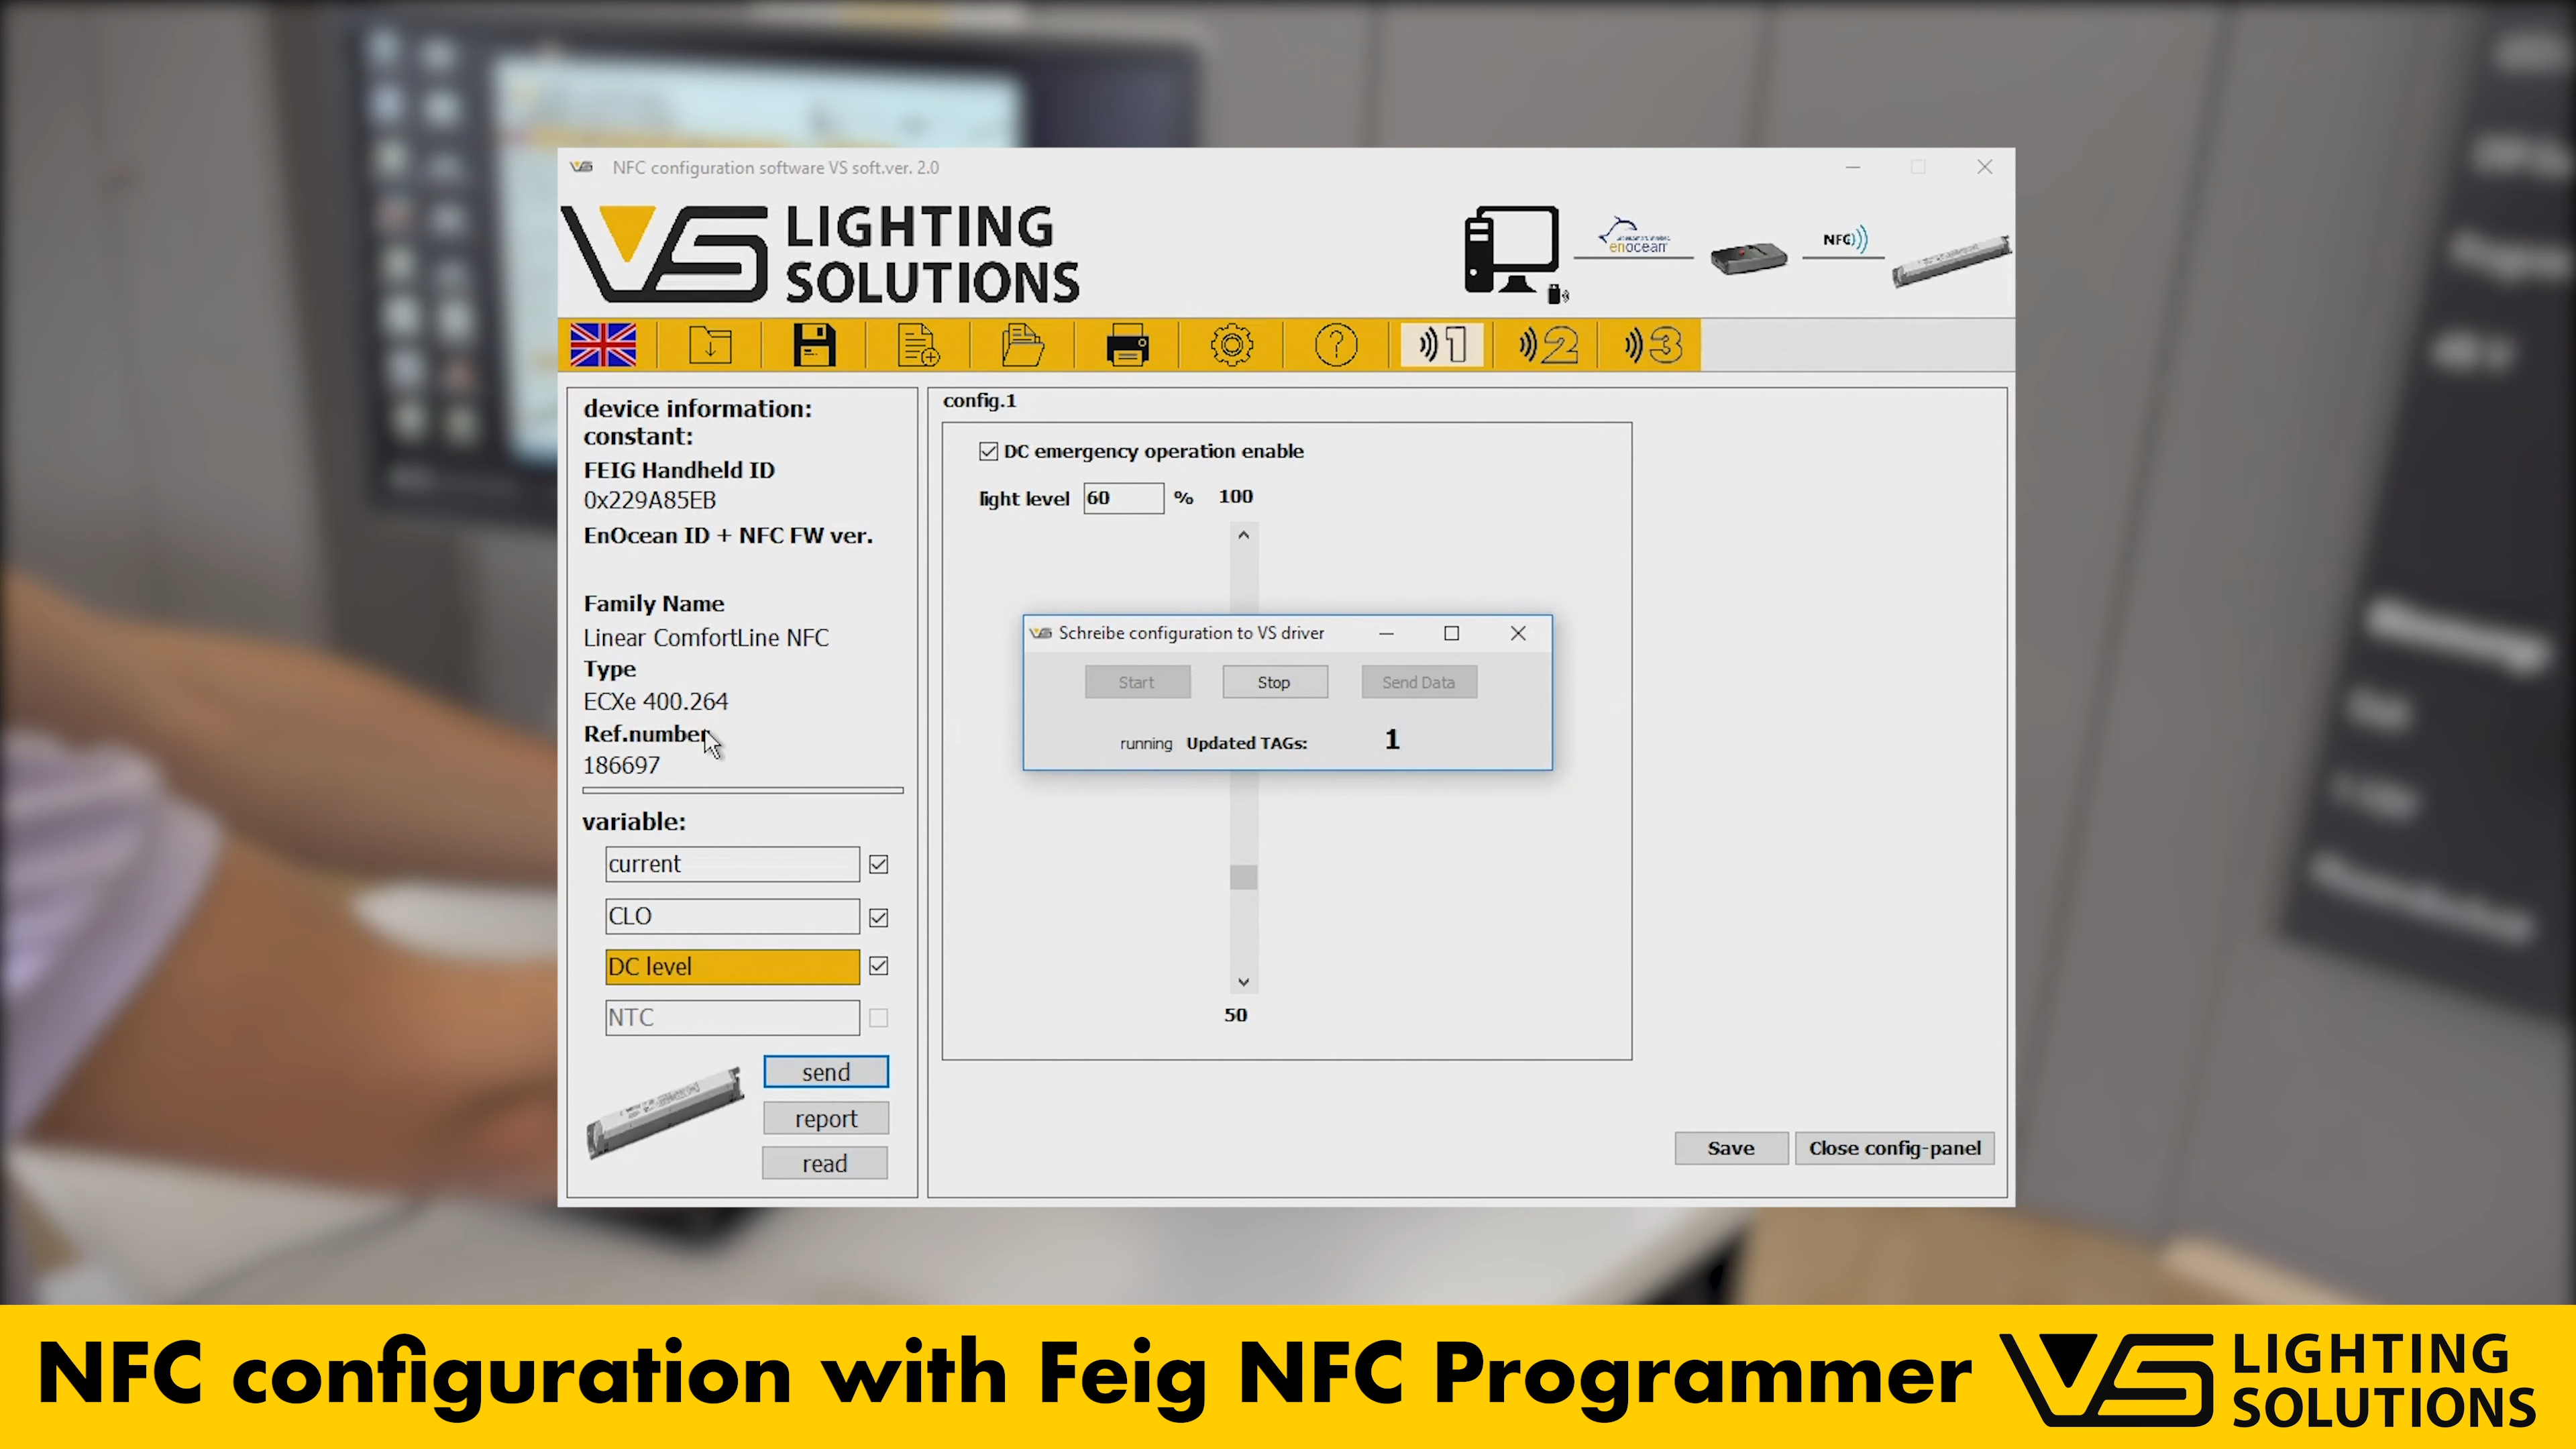 NFC configuration software VS soft.ver. 2.0
VS LIGHTING
SOLUTIONS
enocean
NFC
1
2
3
device information:
constant:
FEIG Handheld ID
0x229A85EB
EnOcean ID + NFC FW ver.
Family Name
Linear ComfortLine NFC
Type
ECXe 400.264
Ref.number
186697
variable:
current
CLO
DC level
NTC
send
report
read
config.1
DC emergency operation enable
light level 60 % 100
50
Schreibe configuration to VS driver
Start Stop Send Data
running Updated TAGs: 1
Save Close config-panel
NFC configuration with Feig NFC Programmer
VS LIGHTING
SOLUTIONS